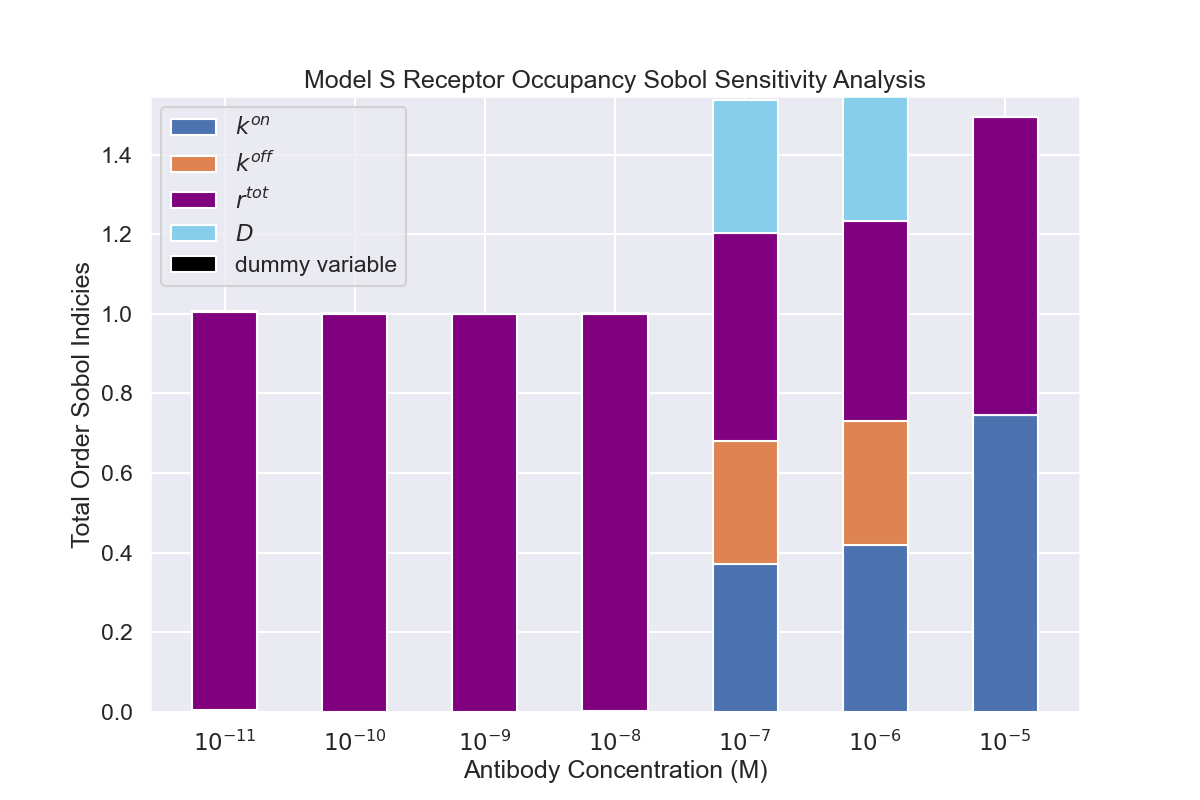 Model S Receptor Occupancy Sobol Sensitivity Analysis
k^{on}
k^{off}
r^{tot}
D
dummy variable
Total Order Sobol Indicies
1.4
1.2
1.0
0.8
0.6
0.4
0.2
0.0
10^{-11} 10^{-10} 10^{-9} 10^{-8} 10^{-7} 10^{-6} 10^{-5}
Antibody Concentration (M)